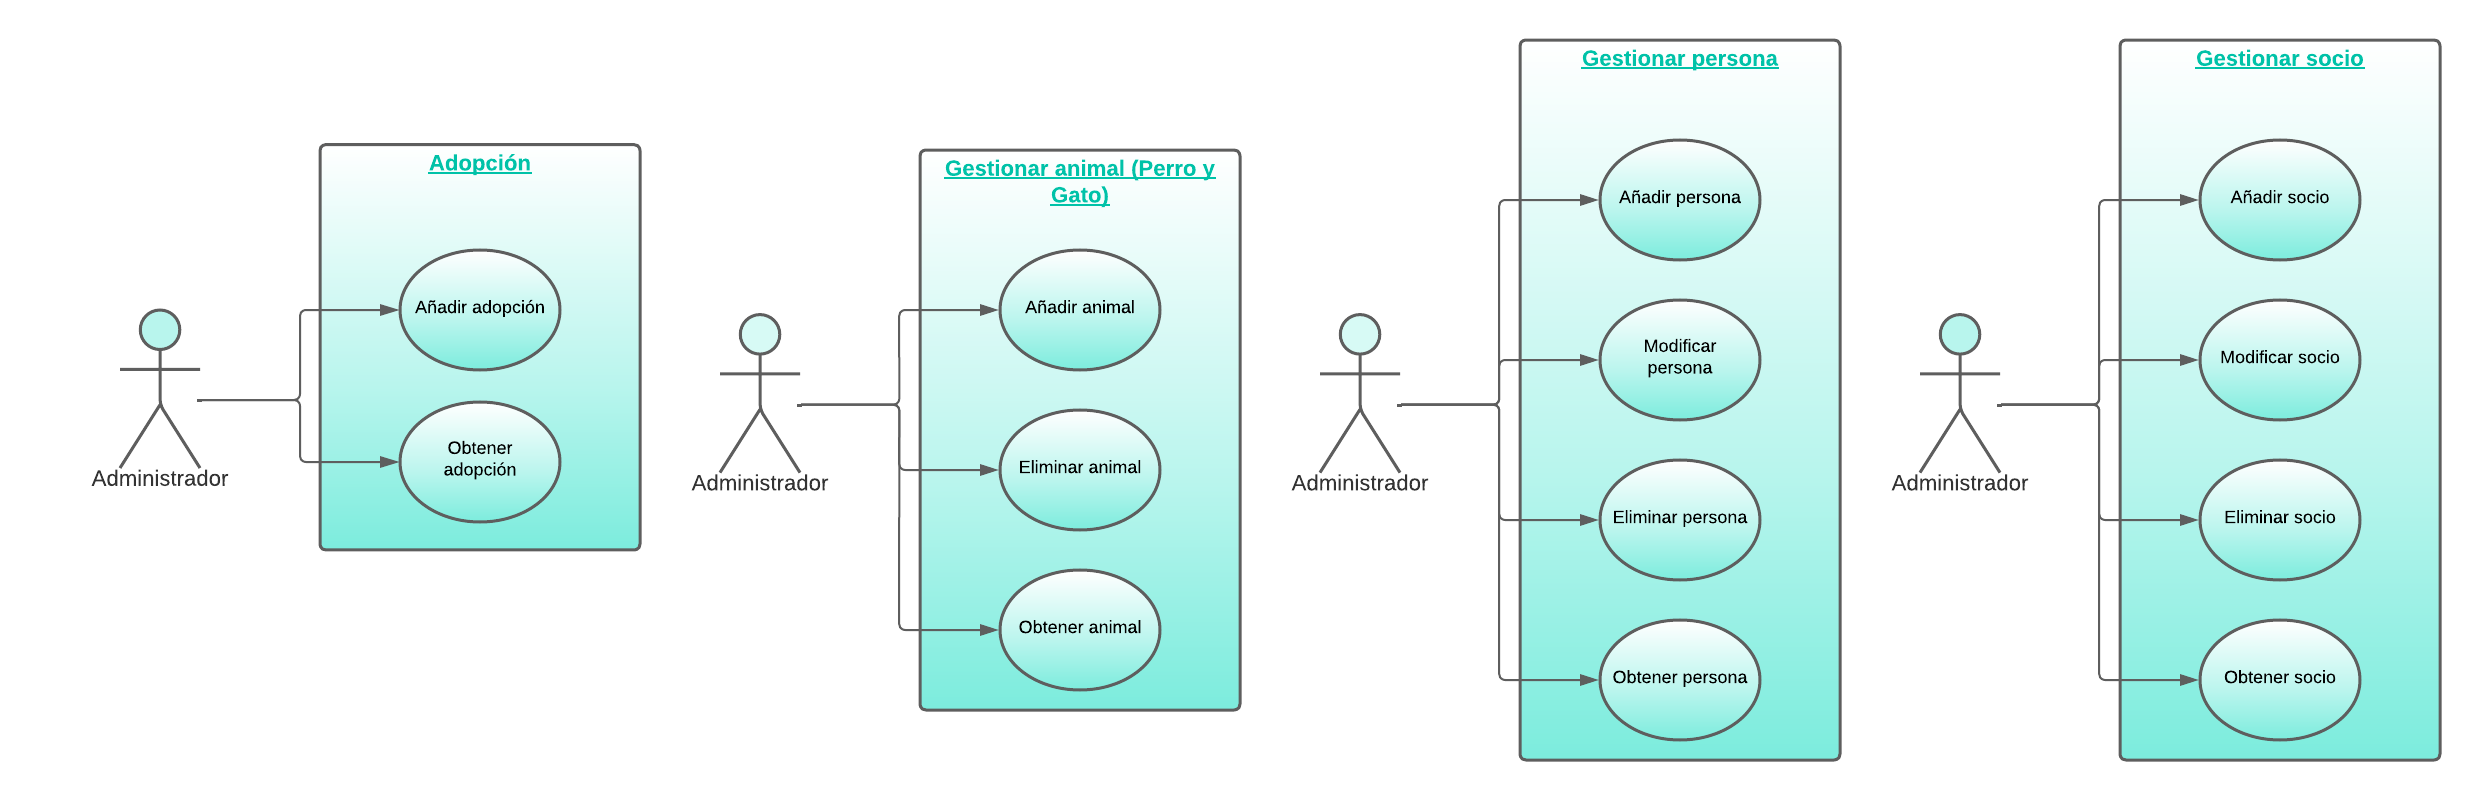 Adopción
Añadir adopción
Obtener
adopción
Administrador
Gestionar animal (Perro y
Gato)
Añadir animal
Eliminar animal
Obtener animal
Administrador
Gestionar persona
Añadir persona
Modificar
persona
Eliminar persona
Obtener persona
Administrador
Gestionar socio
Añadir socio
Modificar socio
Eliminar socio
Obtener socio
Administrador